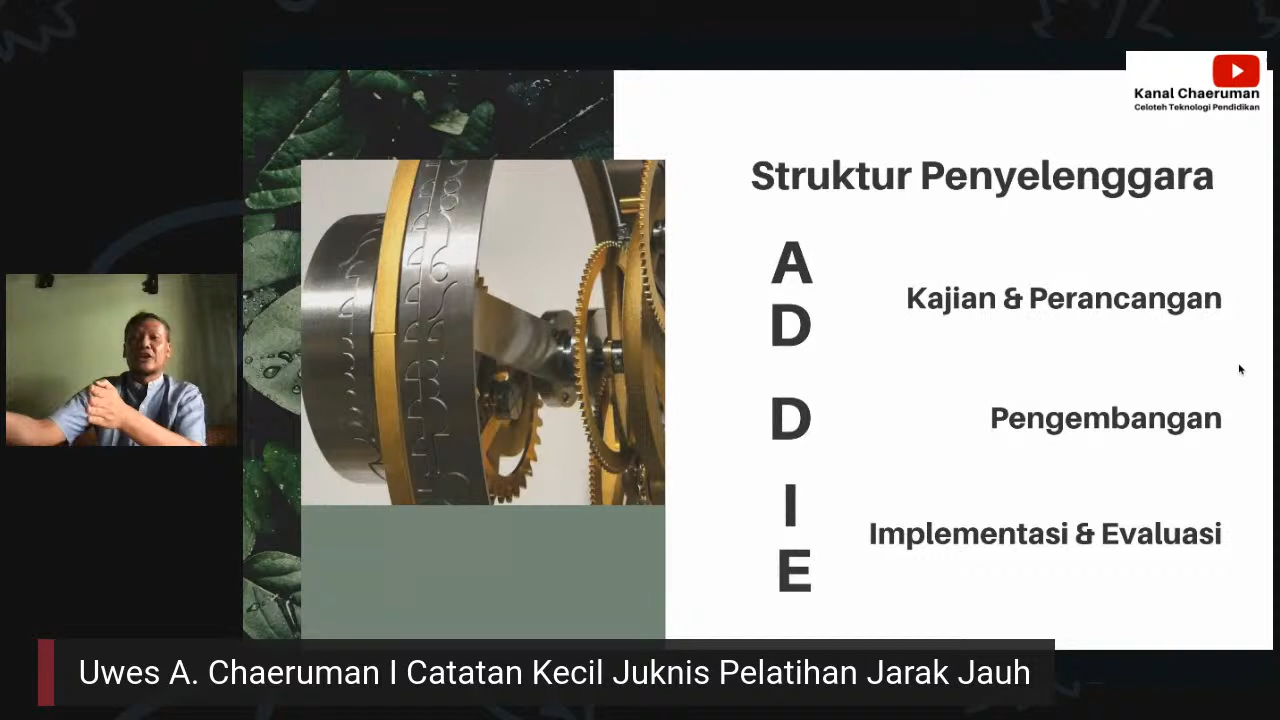 Kanal Chaeruman
Celoteh Teknologi Pendidikan
Struktur Penyelenggara
A
D
Kajian & Perancangan
D
Pengembangan
I
Implementasi & Evaluasi
E
Uwes A. Chaeruman I Catatan Kecil Juknis Pelatihan Jarak Jauh